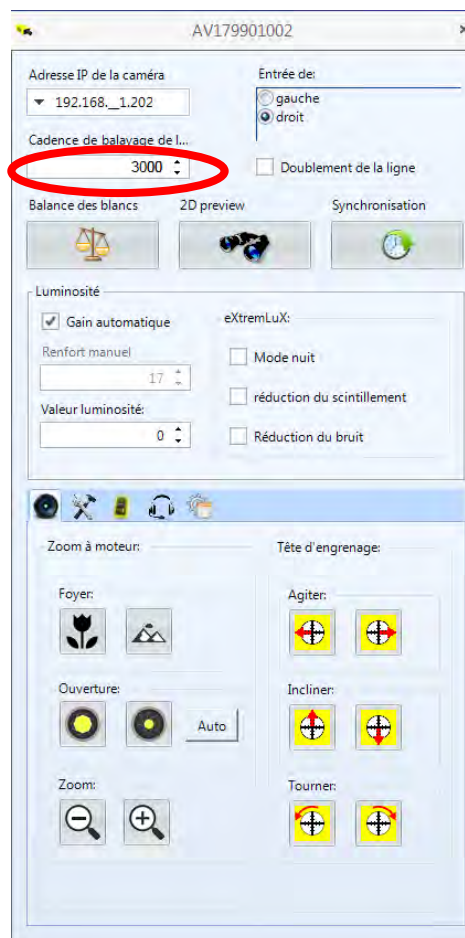 AV179901002
Adresse IP de la caméra
192.168.__1.202
Entrée de:
gauche
droit
Cadence de balayage de l...
3000
Doublement de la ligne
Balance des blancs
2D preview
Synchronisation
Luminosité
Gain automatique
Renfort manuel
17
Valeur luminosité:
0
eXtremLuX:
Mode nuit
réduction du scintillement
Réduction du bruit
Zoom à moteur:
Foyer:
Ouverture:
Auto
Zoom:
Tête d'engrenage:
Agiter:
Incliner:
Tourner: